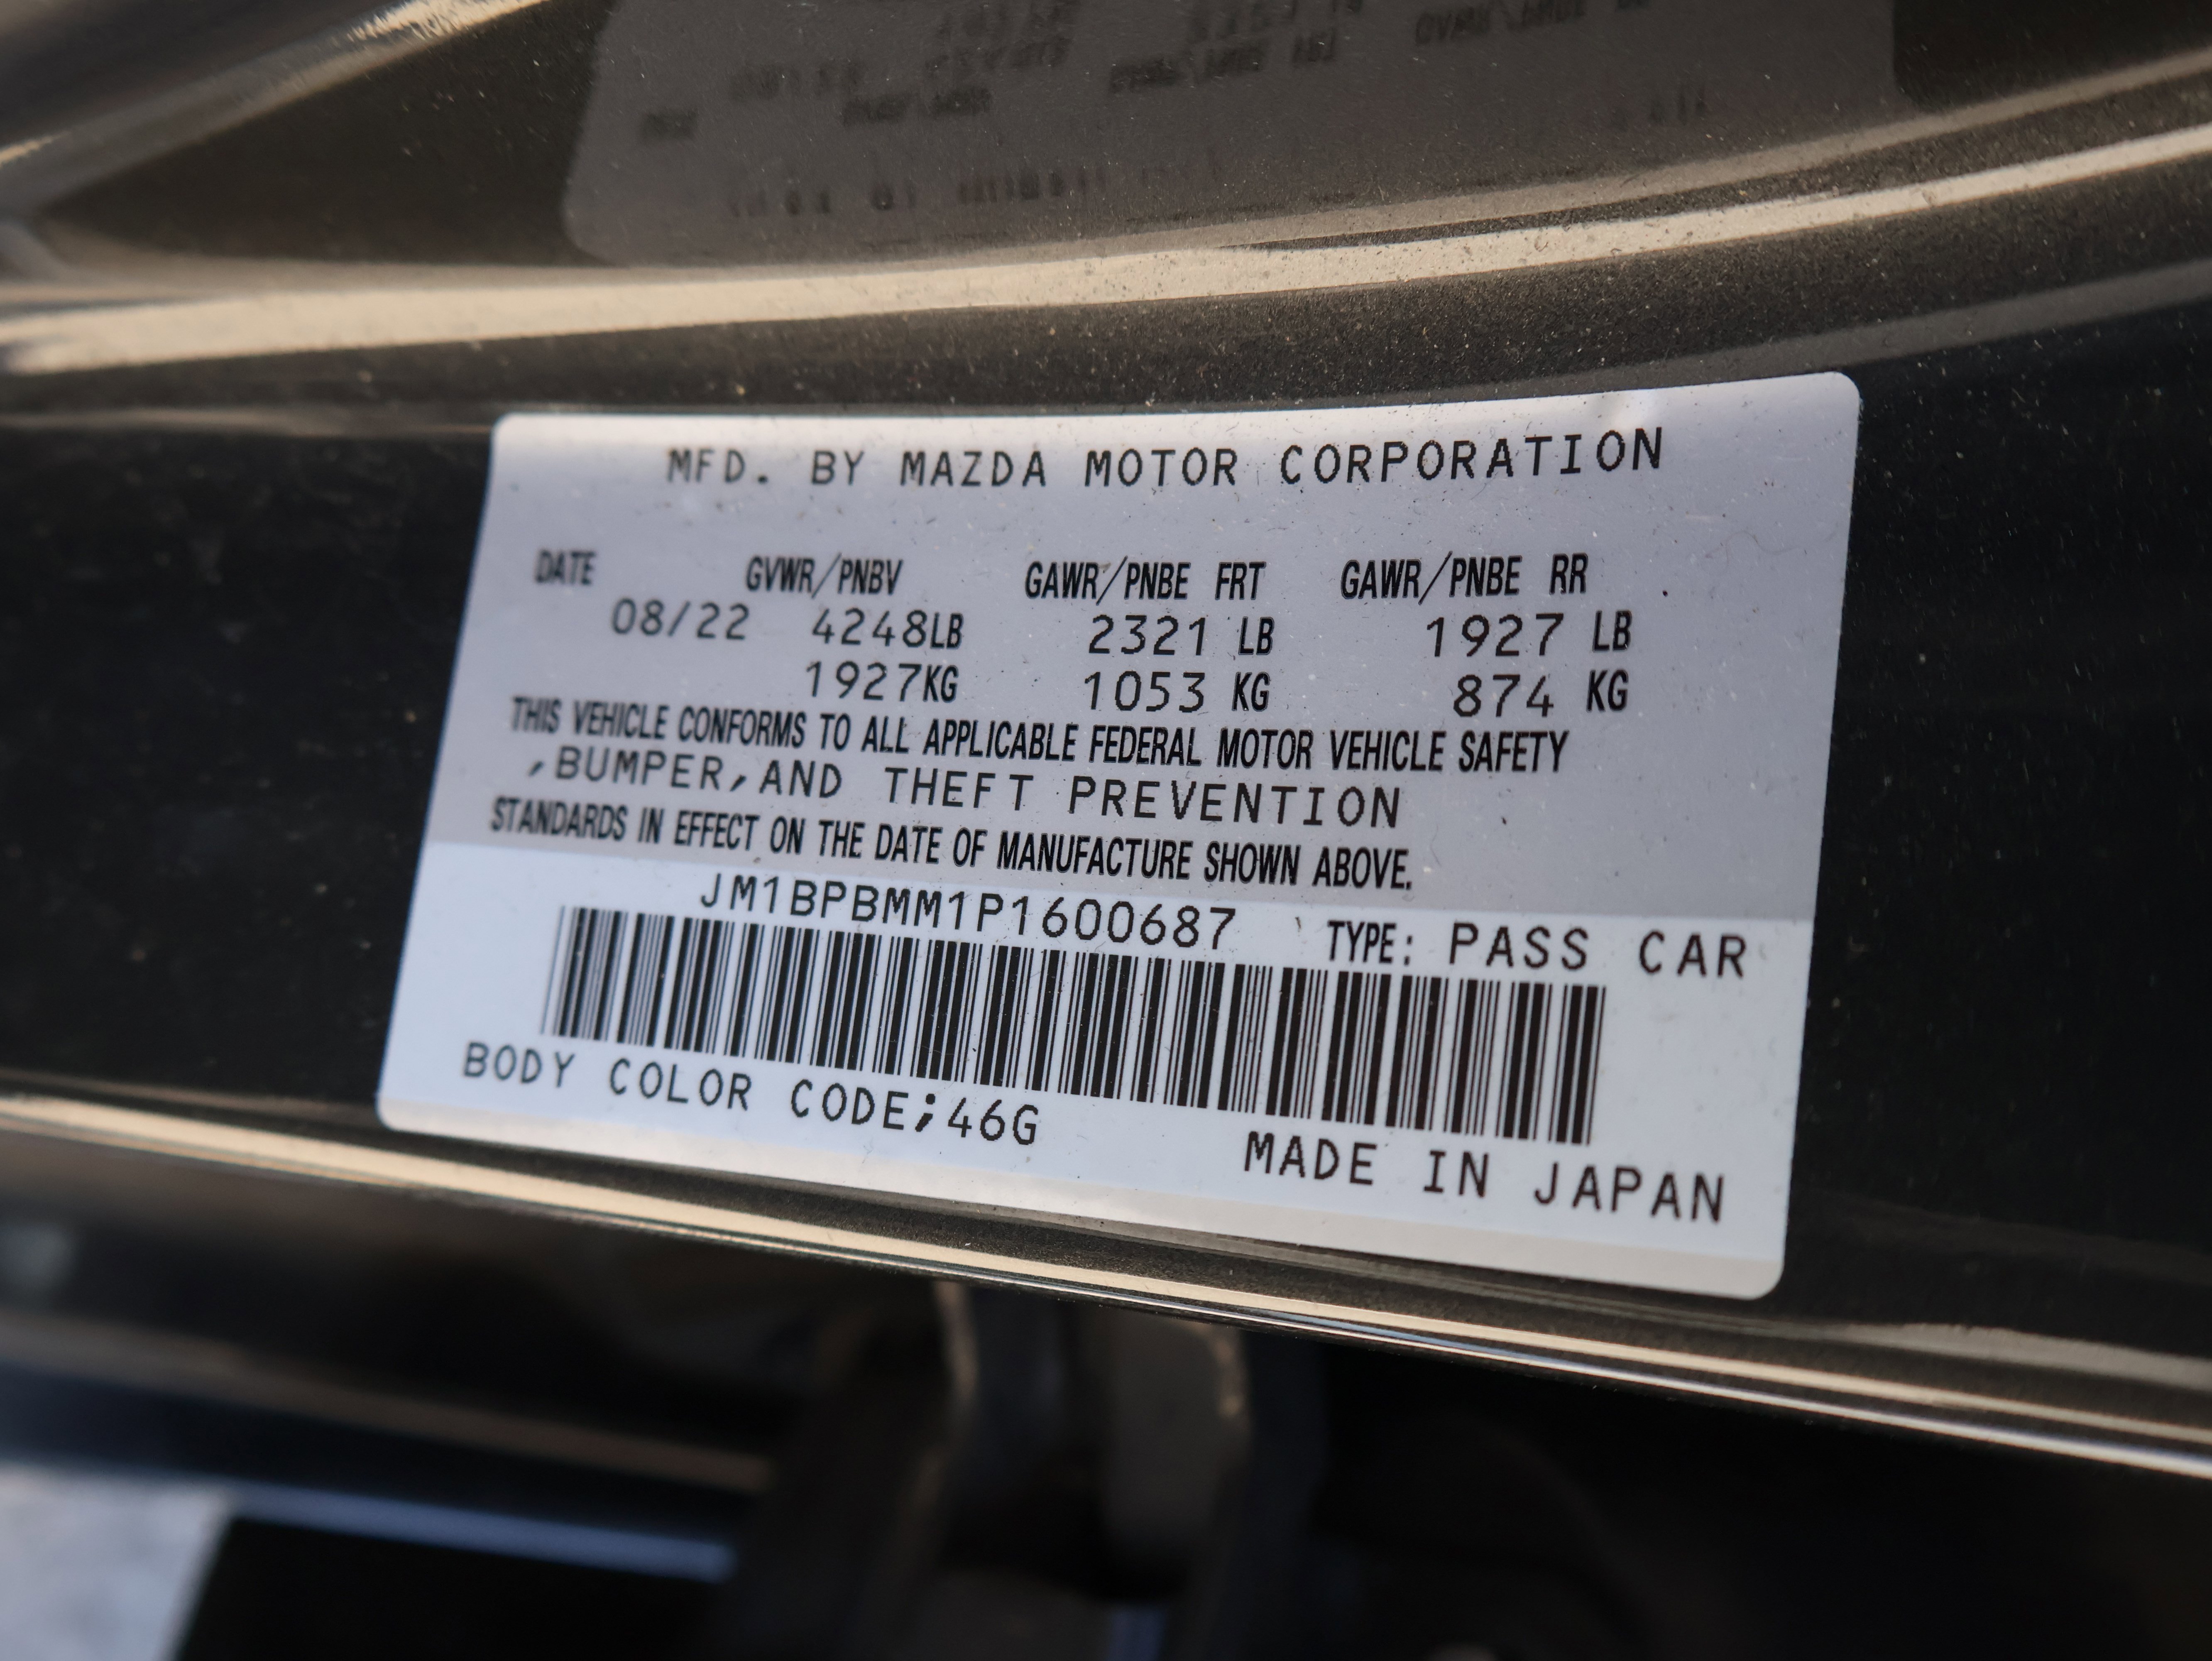 MFD. BY MAZDA MOTOR CORPORATION
DATE GVWR/PNBV GAWR/PNBE FRT GAWR/PNBE RR
08/22 4248LB 2321 LB 1927 LB
1927KG 1053 KG 874 KG
THIS VEHICLE CONFORMS TO ALL APPLICABLE FEDERAL MOTOR VEHICLE SAFETY
,BUMPER,AND THEFT PREVENTION
STANDARDS IN EFFECT ON THE DATE OF MANUFACTURE SHOWN ABOVE.
JM1BPBMM1P1600687 TYPE: PASS CAR
BODY COLOR CODE;46G
MADE IN JAPAN